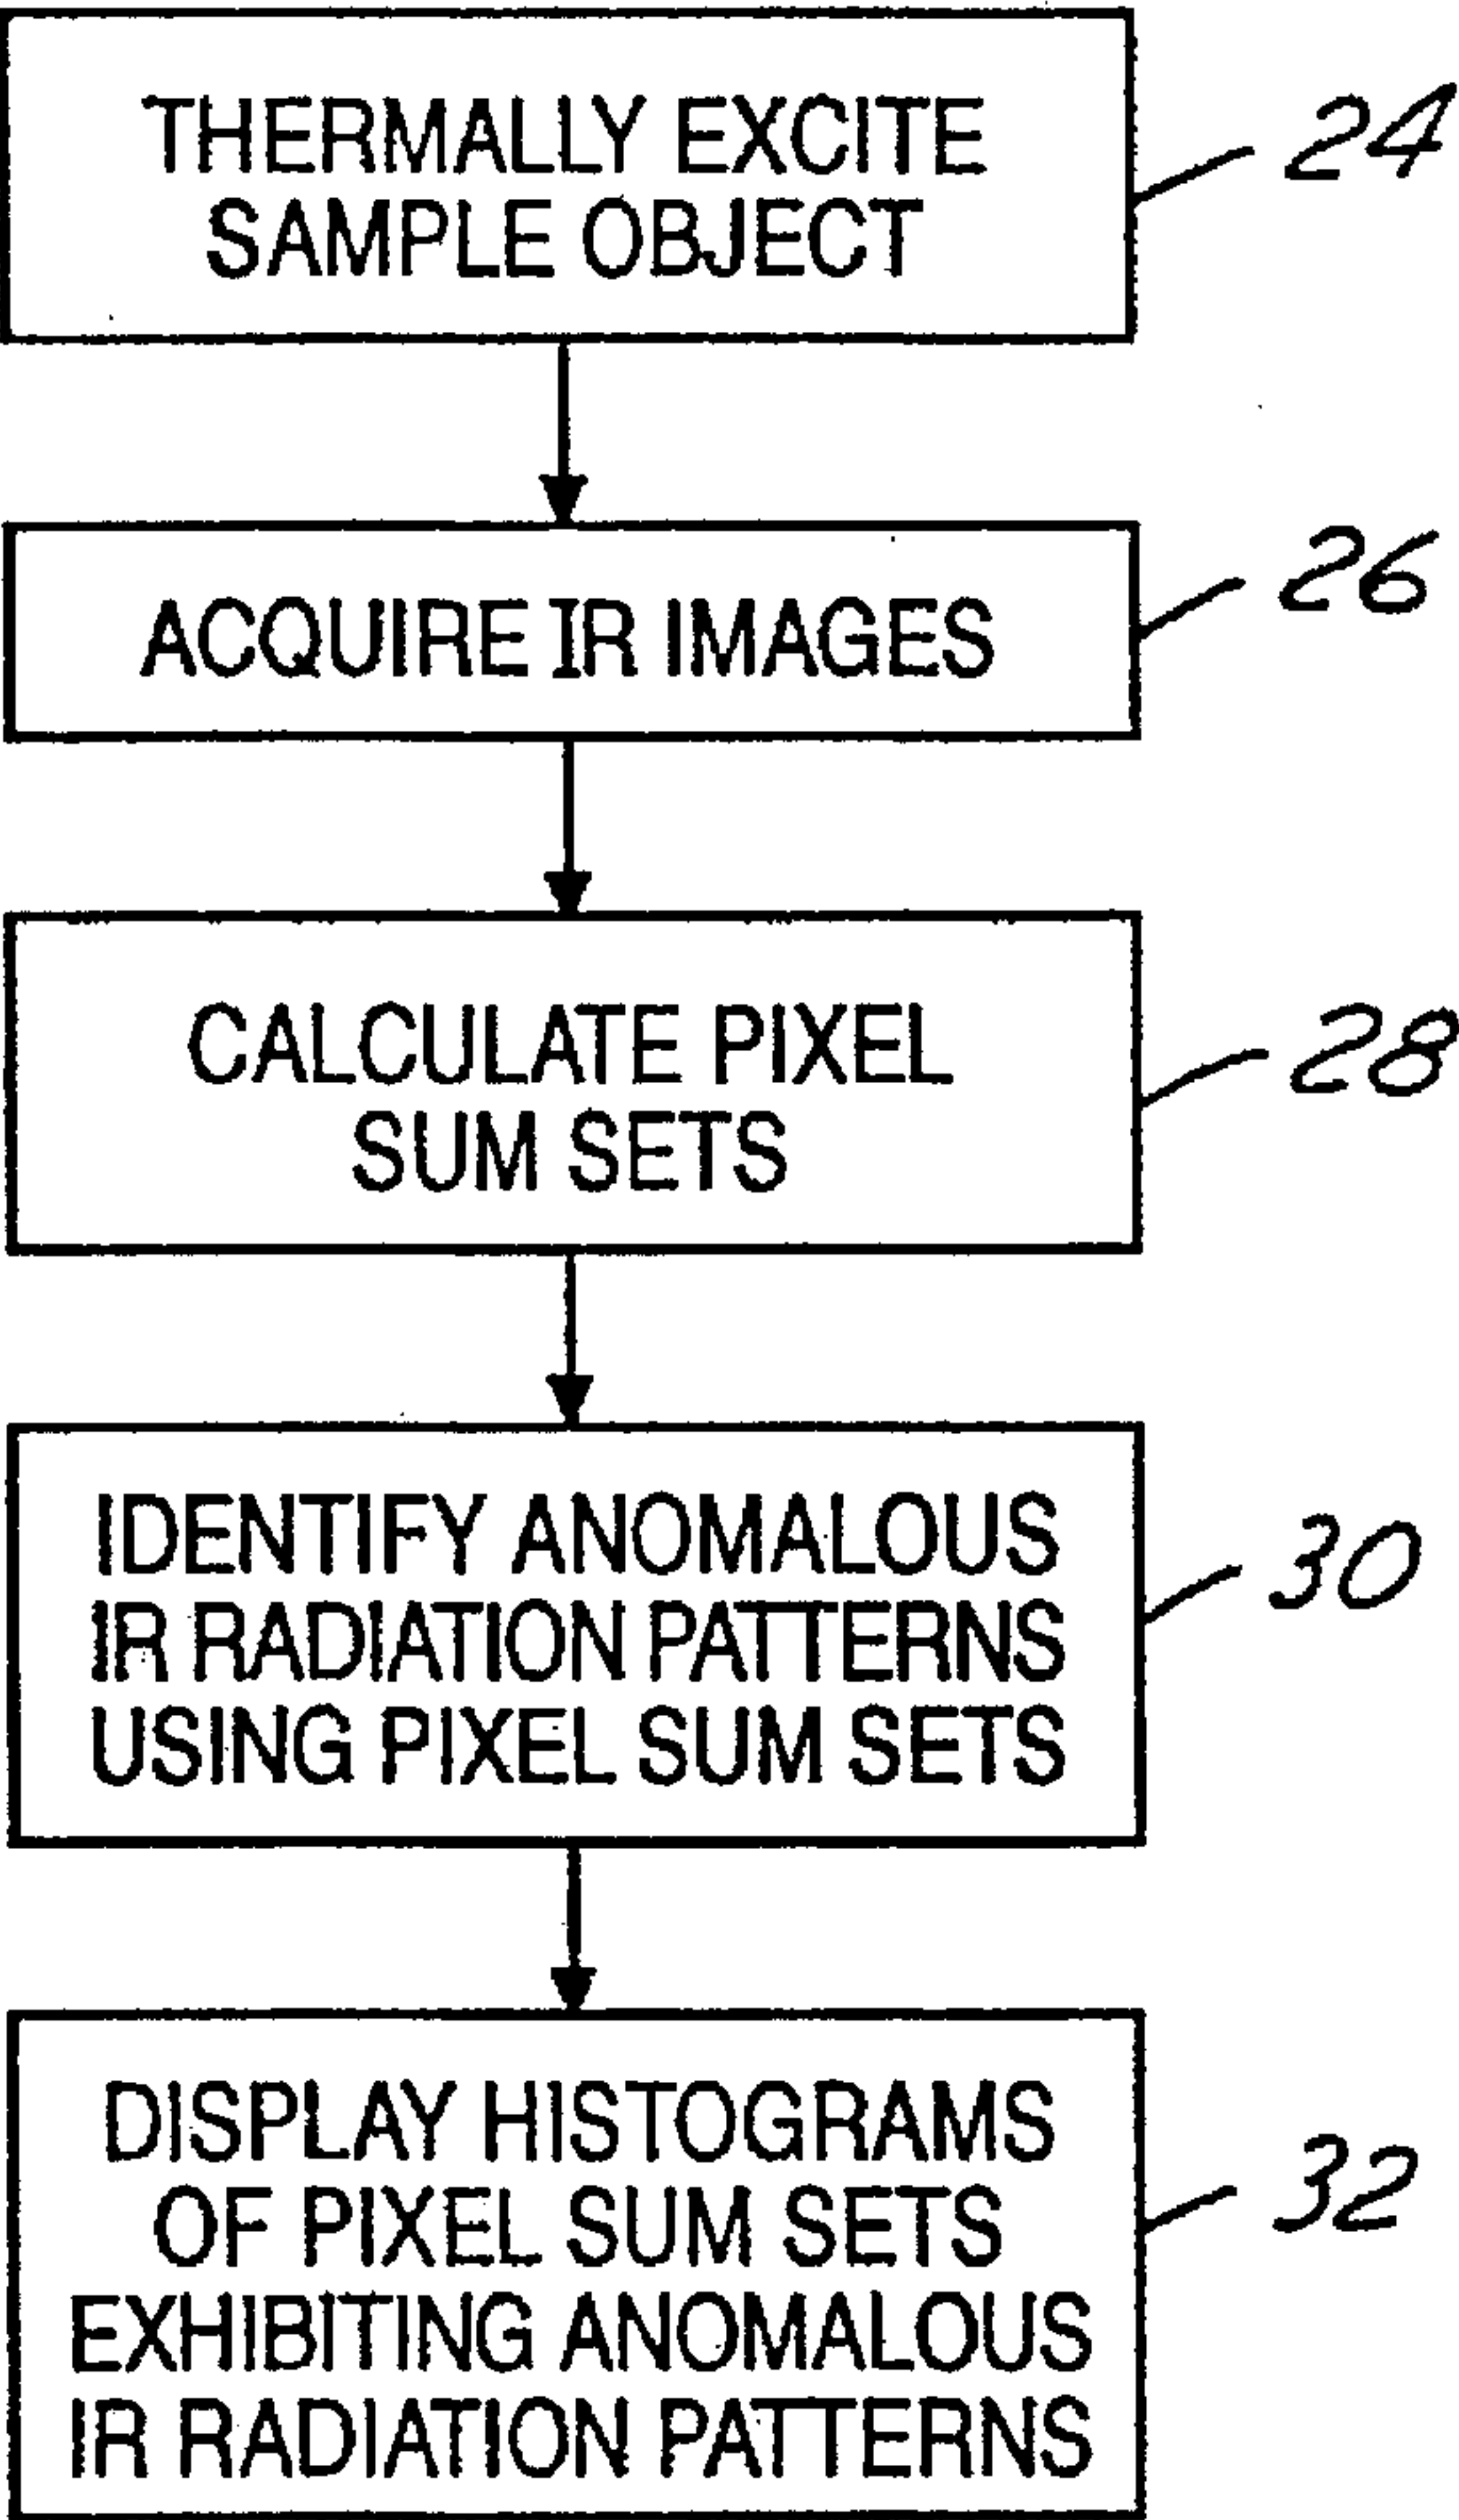 THERMALLY EXCITE
SAMPLE OBJECT
24
ACQUIRE IR IMAGES
26
CALCULATE PIXEL
SUM SETS
28
IDENTIFY ANOMALOUS
IR RADIATION PATTERNS
USING PIXEL SUM SETS
30
DISPLAY HISTOGRAMS
OF PIXEL SUM SETS
EXHIBITING ANOMALOUS
IR RADIATION PATTERNS
32